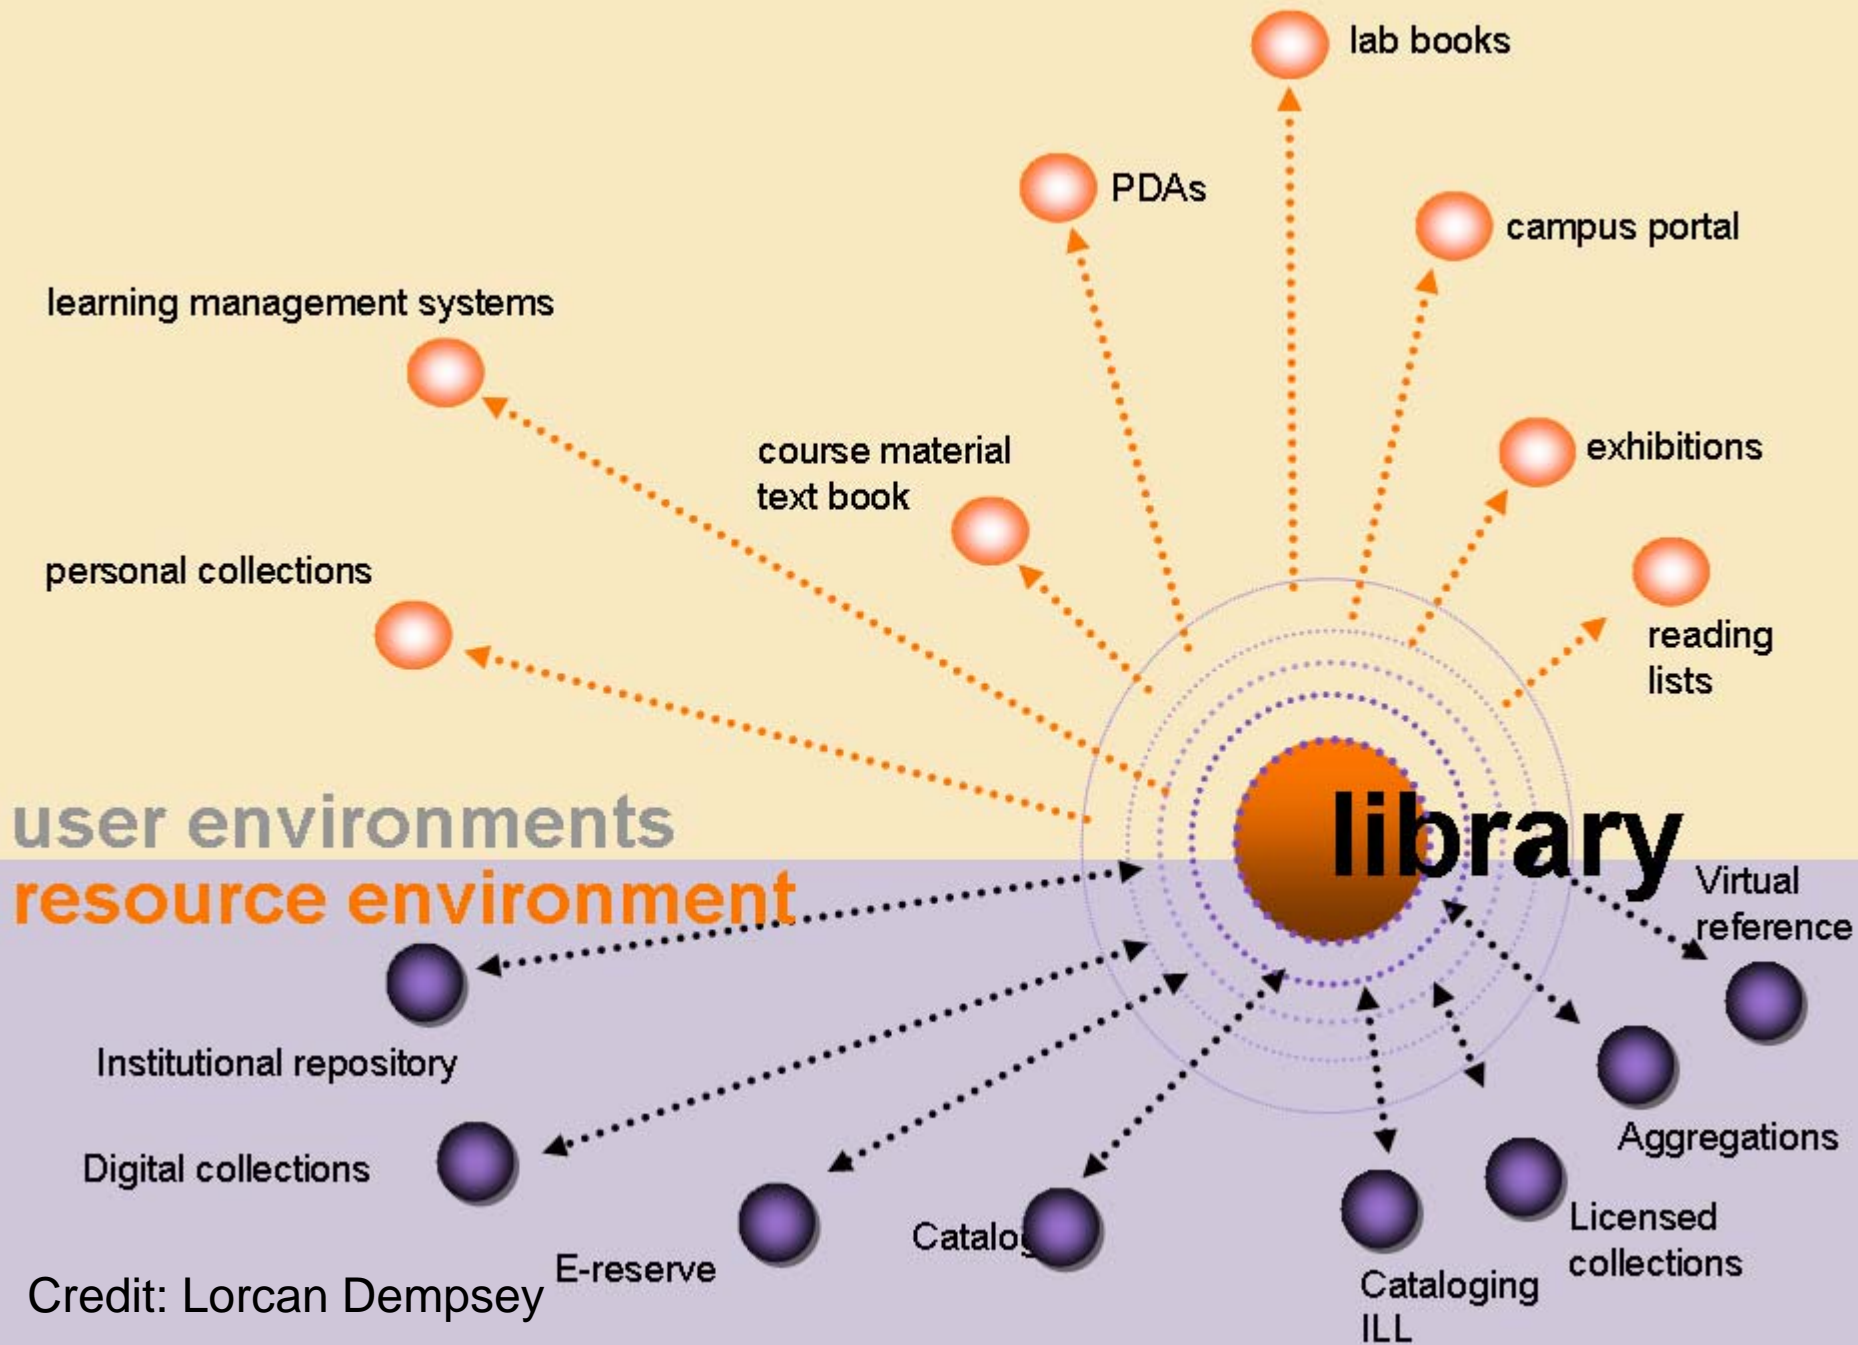 lab books
PDAs
campus portal
learning management systems
course material
text book
exhibitions
personal collections
reading
lists
user environments
library
resource environment
Virtual
reference
Institutional repository
Aggregations
Digital collections
Licensed
collections
Catalog
E-reserve
Cataloging
ILL
Credit: Lorcan Dempsey